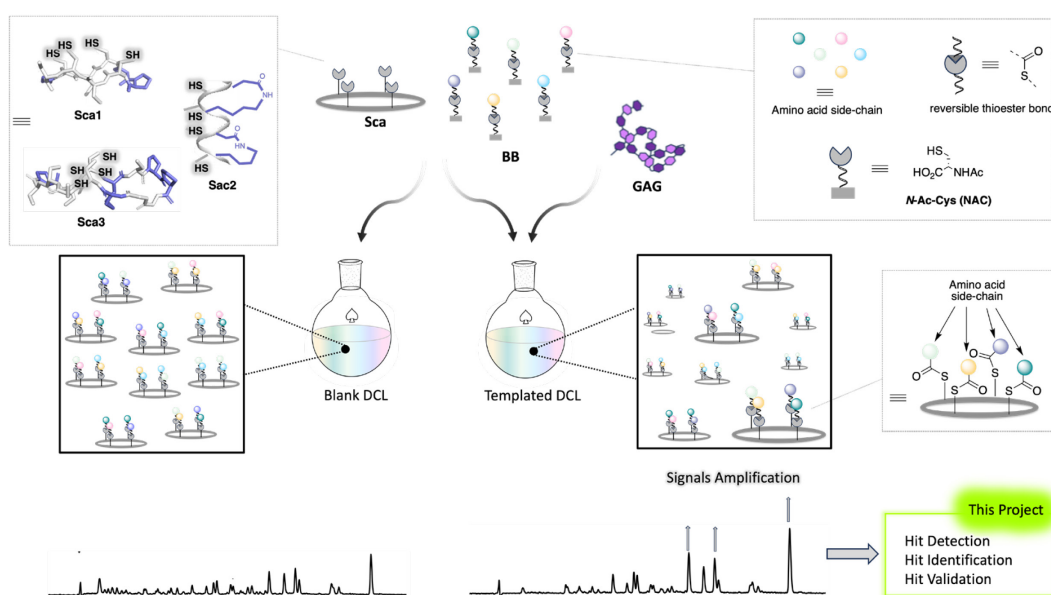 HS
HS
HS
SH
Sca1
HS
HS
HS
HS
O
NH
O
HN
Sac2
SH
SH
SH
SH
Sca3
Sca
BB
GAG
Amino acid side-chain
O
S
reversible thioester bond
HS
HO₂C
NHAc
N-Ac-Cys (NAC)
Blank DCL
Templated DCL
Amino acid
side-chain
O
O
S
S
S
O
S
O
Signals Amplification
This Project
Hit Detection
Hit Identification
Hit Validation